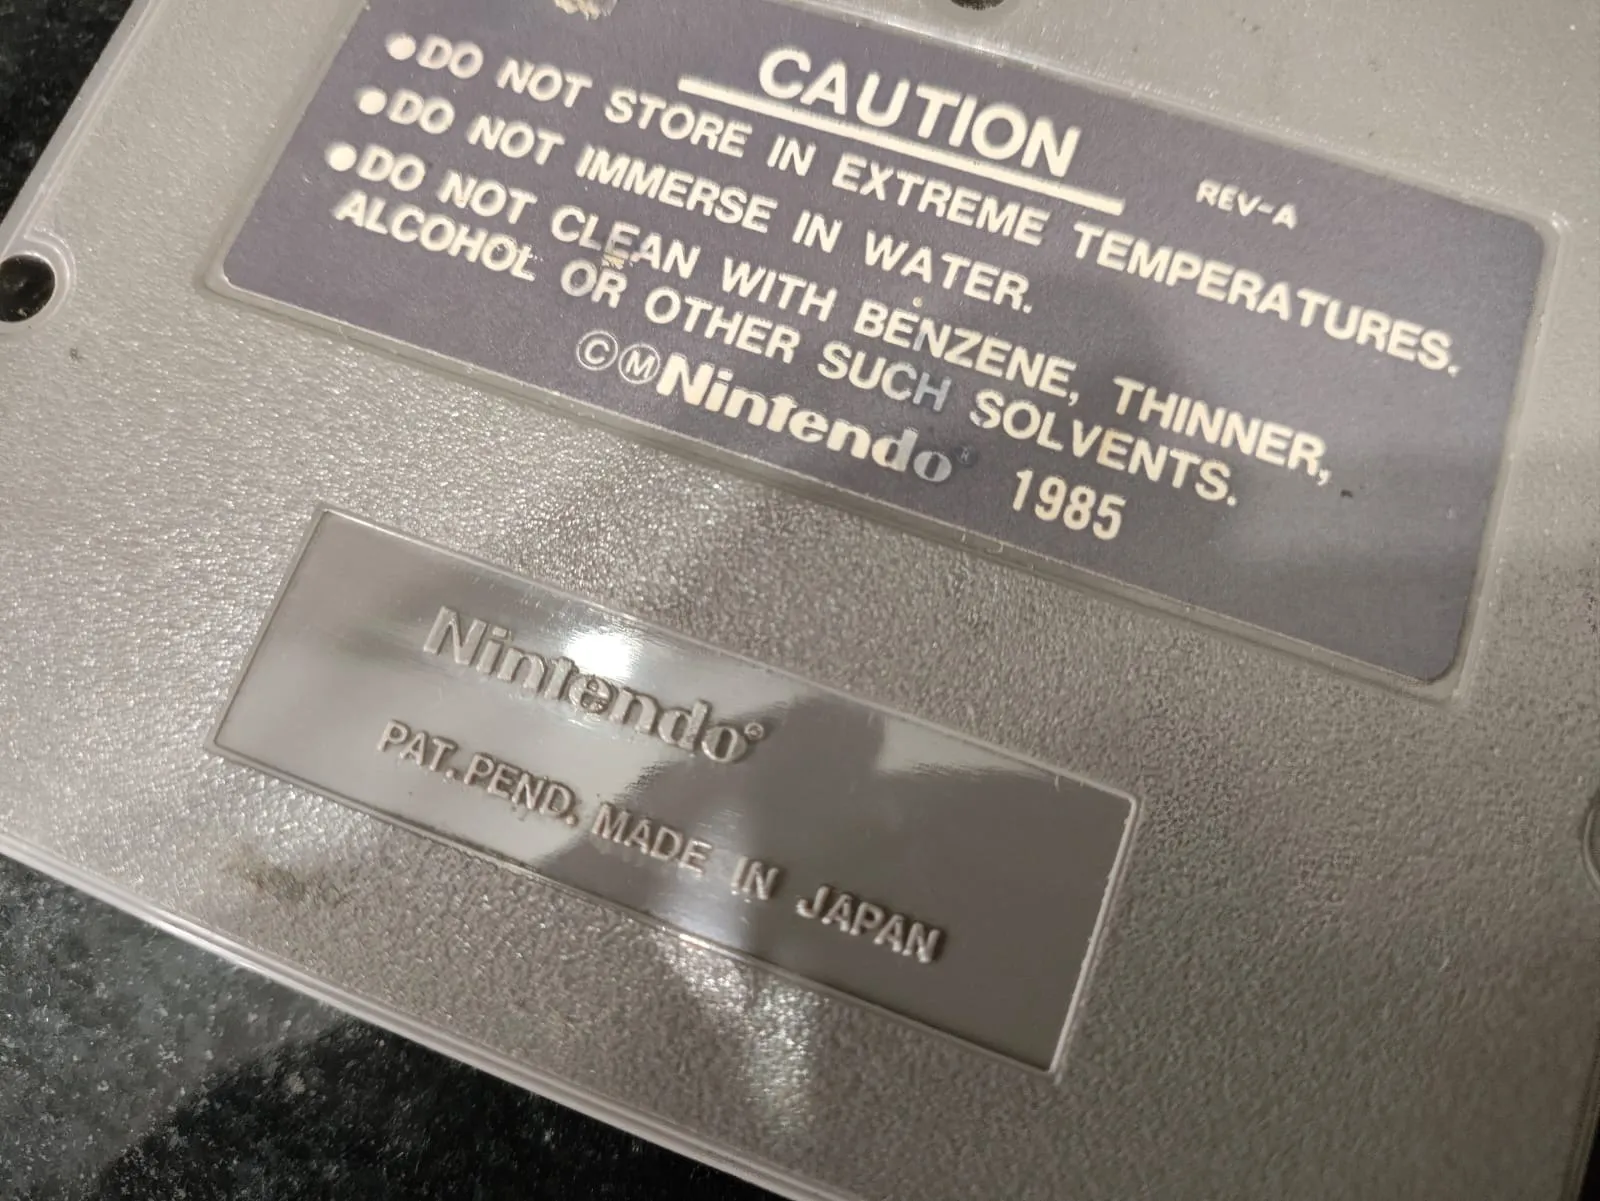 CAUTION
REV-A
●DO NOT STORE IN EXTREME TEMPERATURES.
●DO NOT IMMERSE IN WATER.
●DO NOT CLEAN WITH BENZENE, THINNER,
ALCOHOL OR OTHER SUCH SOLVENTS.
ⒸⓂNintendo® 1985
Nintendo®
PAT. PEND. MADE IN JAPAN